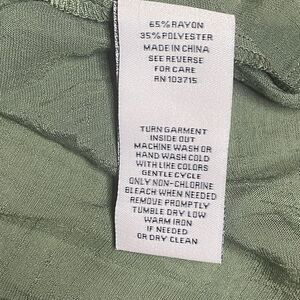 65% RAYON
35% POLYESTER
MADE IN CHINA
SEE REVERSE
FOR CARE
RN 103715
TURN GARMENT
INSIDE OUT
MACHINE WASH OR
HAND WASH COLD
WITH LIKE COLORS
GENTLE CYCLE
ONLY NON-CHLORINE
BLEACH WHEN NEEDED
REMOVE PROMPTLY
TUMBLE DRY LOW
WARM IRON
IF NEEDED
OR DRY CLEAN